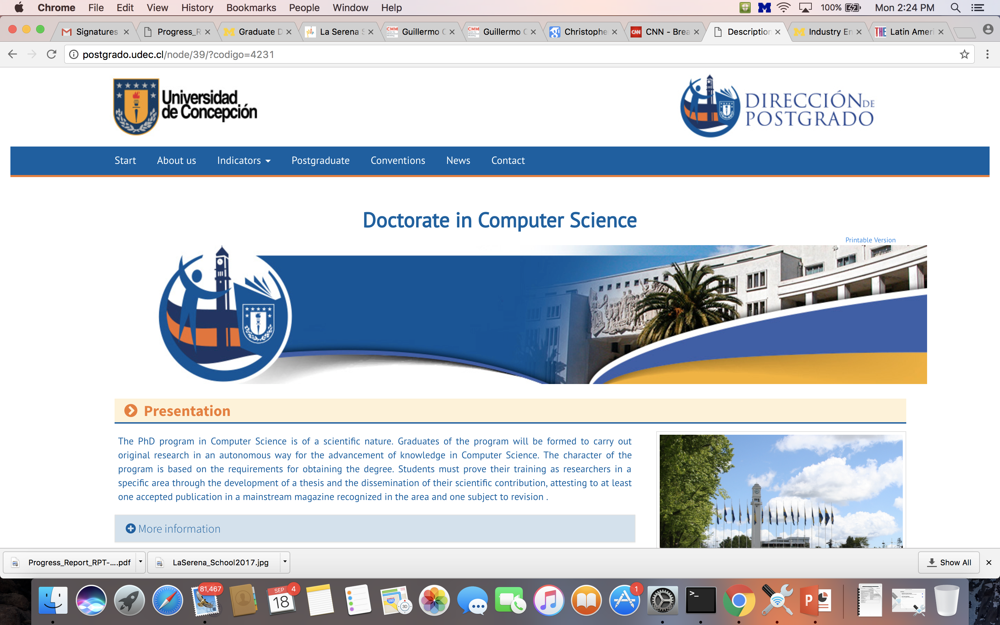 Chrome File Edit View History Bookmarks People Window Help 100% Mon 2:24 PM
Signatures Progress_R Graduate D La Serena S Guillermo C Guillermo C Christophe CNN - Brea Description Industry En Latin Ameri
postgrado.udec.cl/node/39/?codigo=4231
Universidad
de Concepción
DIRECCIÓN DE
POSTGRADO
Start About us Indicators Postgraduate Conventions News Contact
Doctorate in Computer Science
Printable Version
Presentation
The PhD program in Computer Science is of a scientific nature. Graduates of the program will be formed to carry out
original research in an autonomous way for the advancement of knowledge in Computer Science. The character of the
program is based on the requirements for obtaining the degree. Students must prove their training as researchers in a
specific area through the development of a thesis and the dissemination of their scientific contribution, attesting to at least
one accepted publication in a mainstream magazine recognized in the area and one subject to revision .
More information
Progress_Report_RPT-....pdf LaSerena_School2017.jpg Show All
81,467 SEP 4 1
18
280 3D